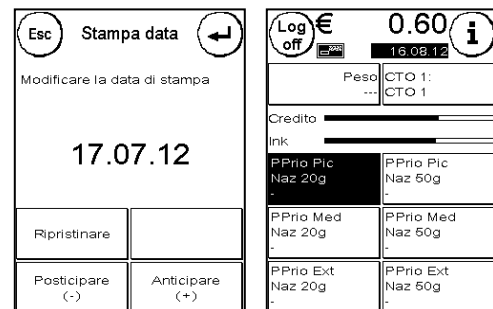 Esc
Stampa data
Modificare la data di stampa
17.07.12
Ripristinare
Posticipare
(-)
Anticipare
(+)
Log
off
€
0.60
i
16.08.12
Peso
---
CTO 1:
CTO 1
Credito
Ink
PPrio Pic
Naz 20g
-
PPrio Pic
Naz 50g
-
PPrio Med
Naz 20g
-
PPrio Med
Naz 50g
-
PPrio Ext
Naz 20g
-
PPrio Ext
Naz 50g
-